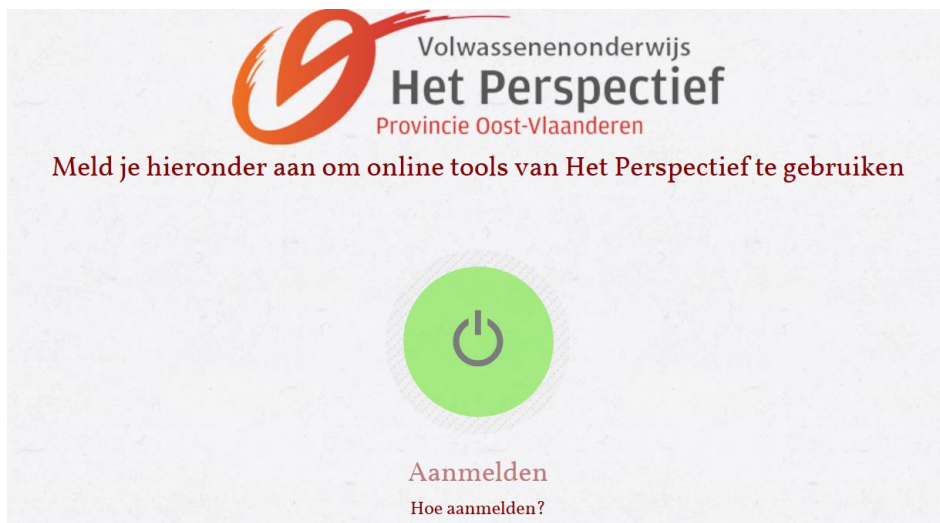 Volwassenenonderwijs
Het Perspectief
Provincie Oost-Vlaanderen
Meld je hieronder aan om online tools van Het Perspectief te gebruiken
Aanmelden
Hoe aanmelden?